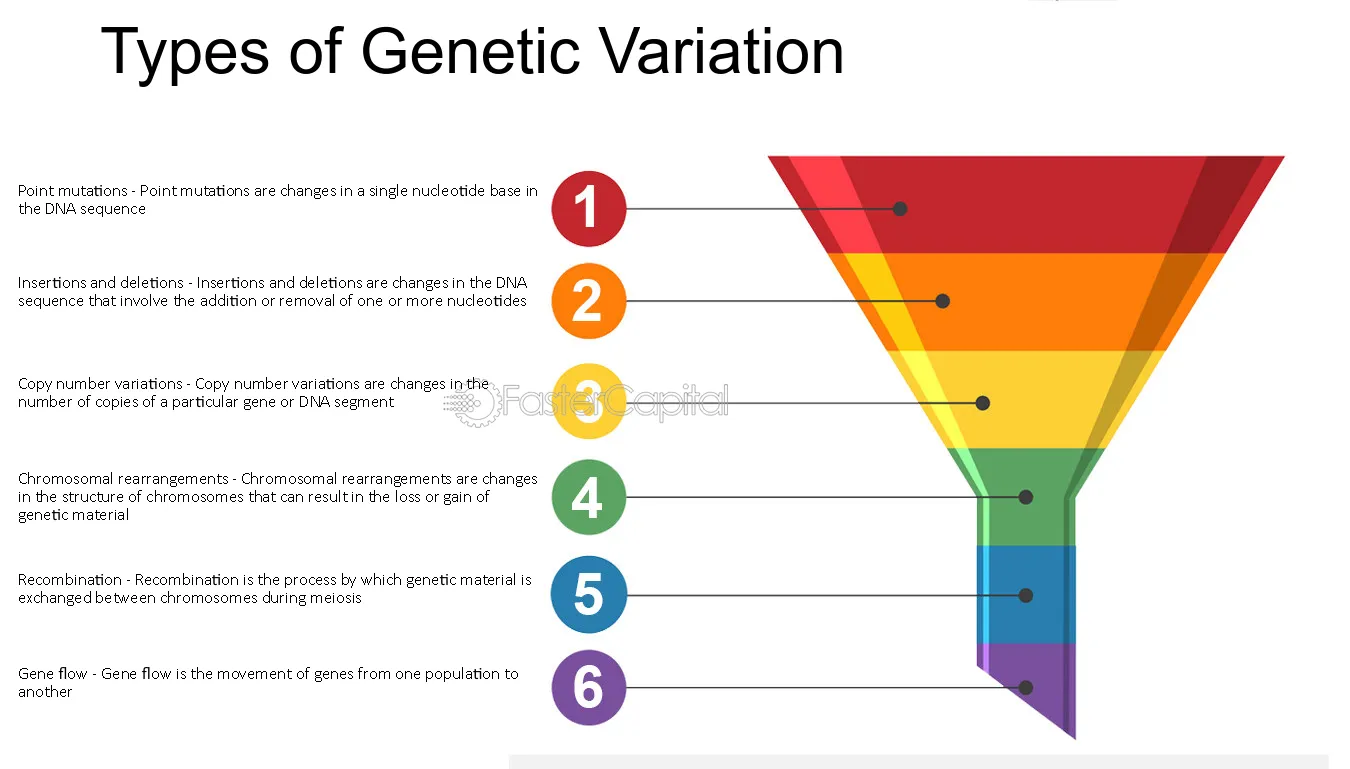 Types of Genetic Variation
Point mutations - Point mutations are changes in a single nucleotide base in
the DNA sequence
1
Insertions and deletions - Insertions and deletions are changes in the DNA
sequence that involve the addition or removal of one or more nucleotides
2
Copy number variations - Copy number variations are changes in the
number of copies of a particular gene or DNA segment
3
FasterCapital
Chromosomal rearrangements - Chromosomal rearrangements are changes
in the structure of chromosomes that can result in the loss or gain of
genetic material
4
Recombination - Recombination is the process by which genetic material is
exchanged between chromosomes during meiosis
5
Gene flow - Gene flow is the movement of genes from one population to
another
6